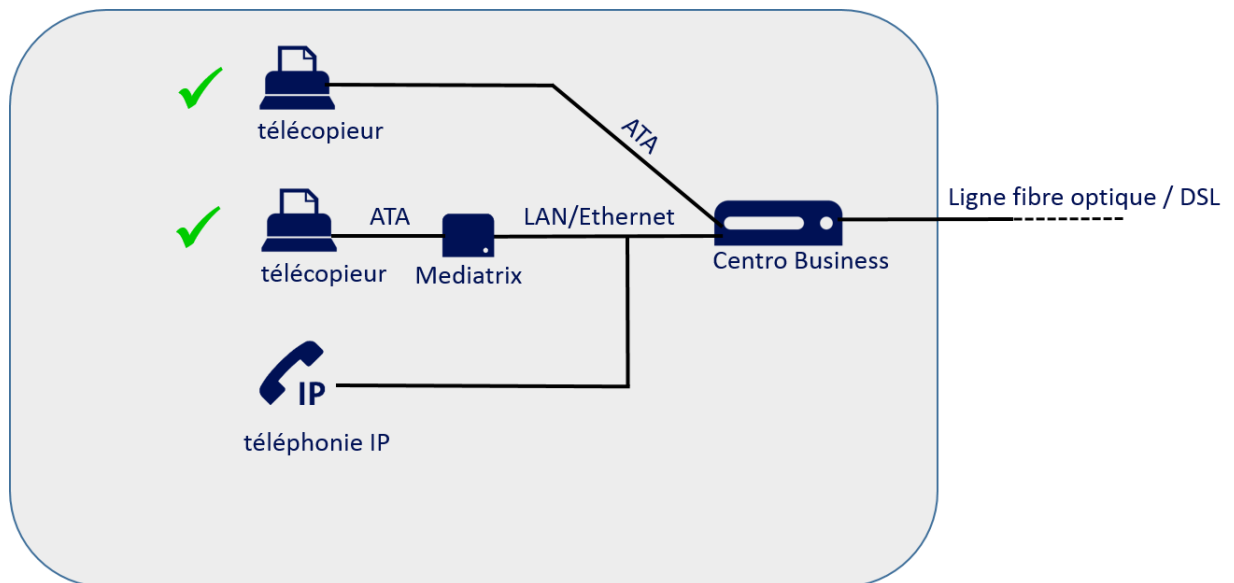 télécopieur
ATA
Ligne fibre optique / DSL
ATA
LAN/Ethernet
Centro Business
télécopieur
Mediatrix
IP
téléphonie IP